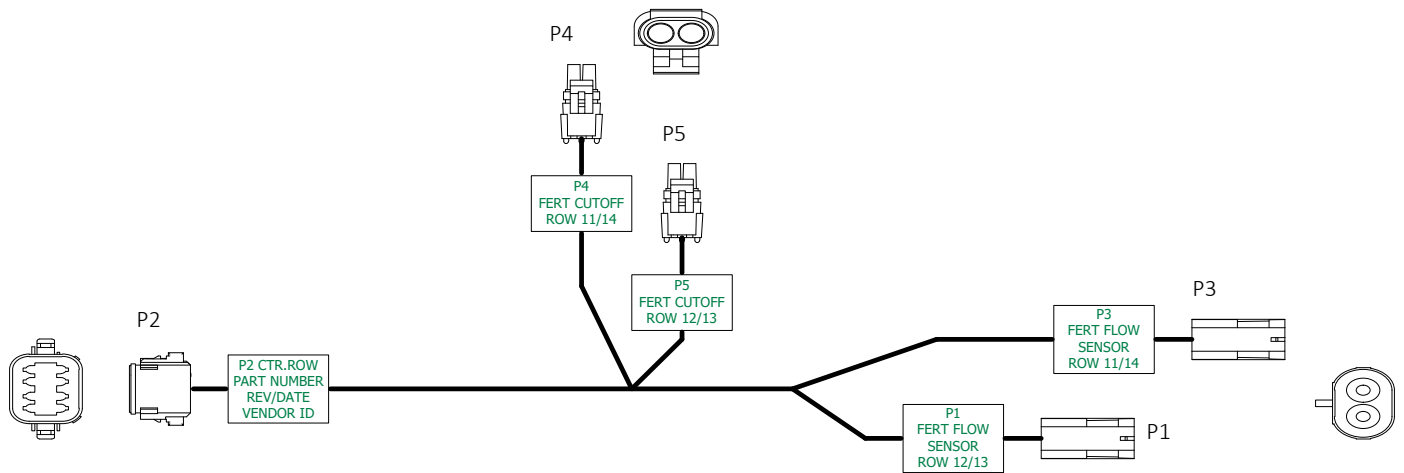 P4
P4
FERT CUTOFF
ROW 11/14
P5
P5
FERT CUTOFF
ROW 12/13
P2
P2 CTR.ROW
PART NUMBER
REV/DATE
VENDOR ID
P3
P3
FERT FLOW
SENSOR
ROW 11/14
P1
FERT FLOW
SENSOR
ROW 12/13
P1